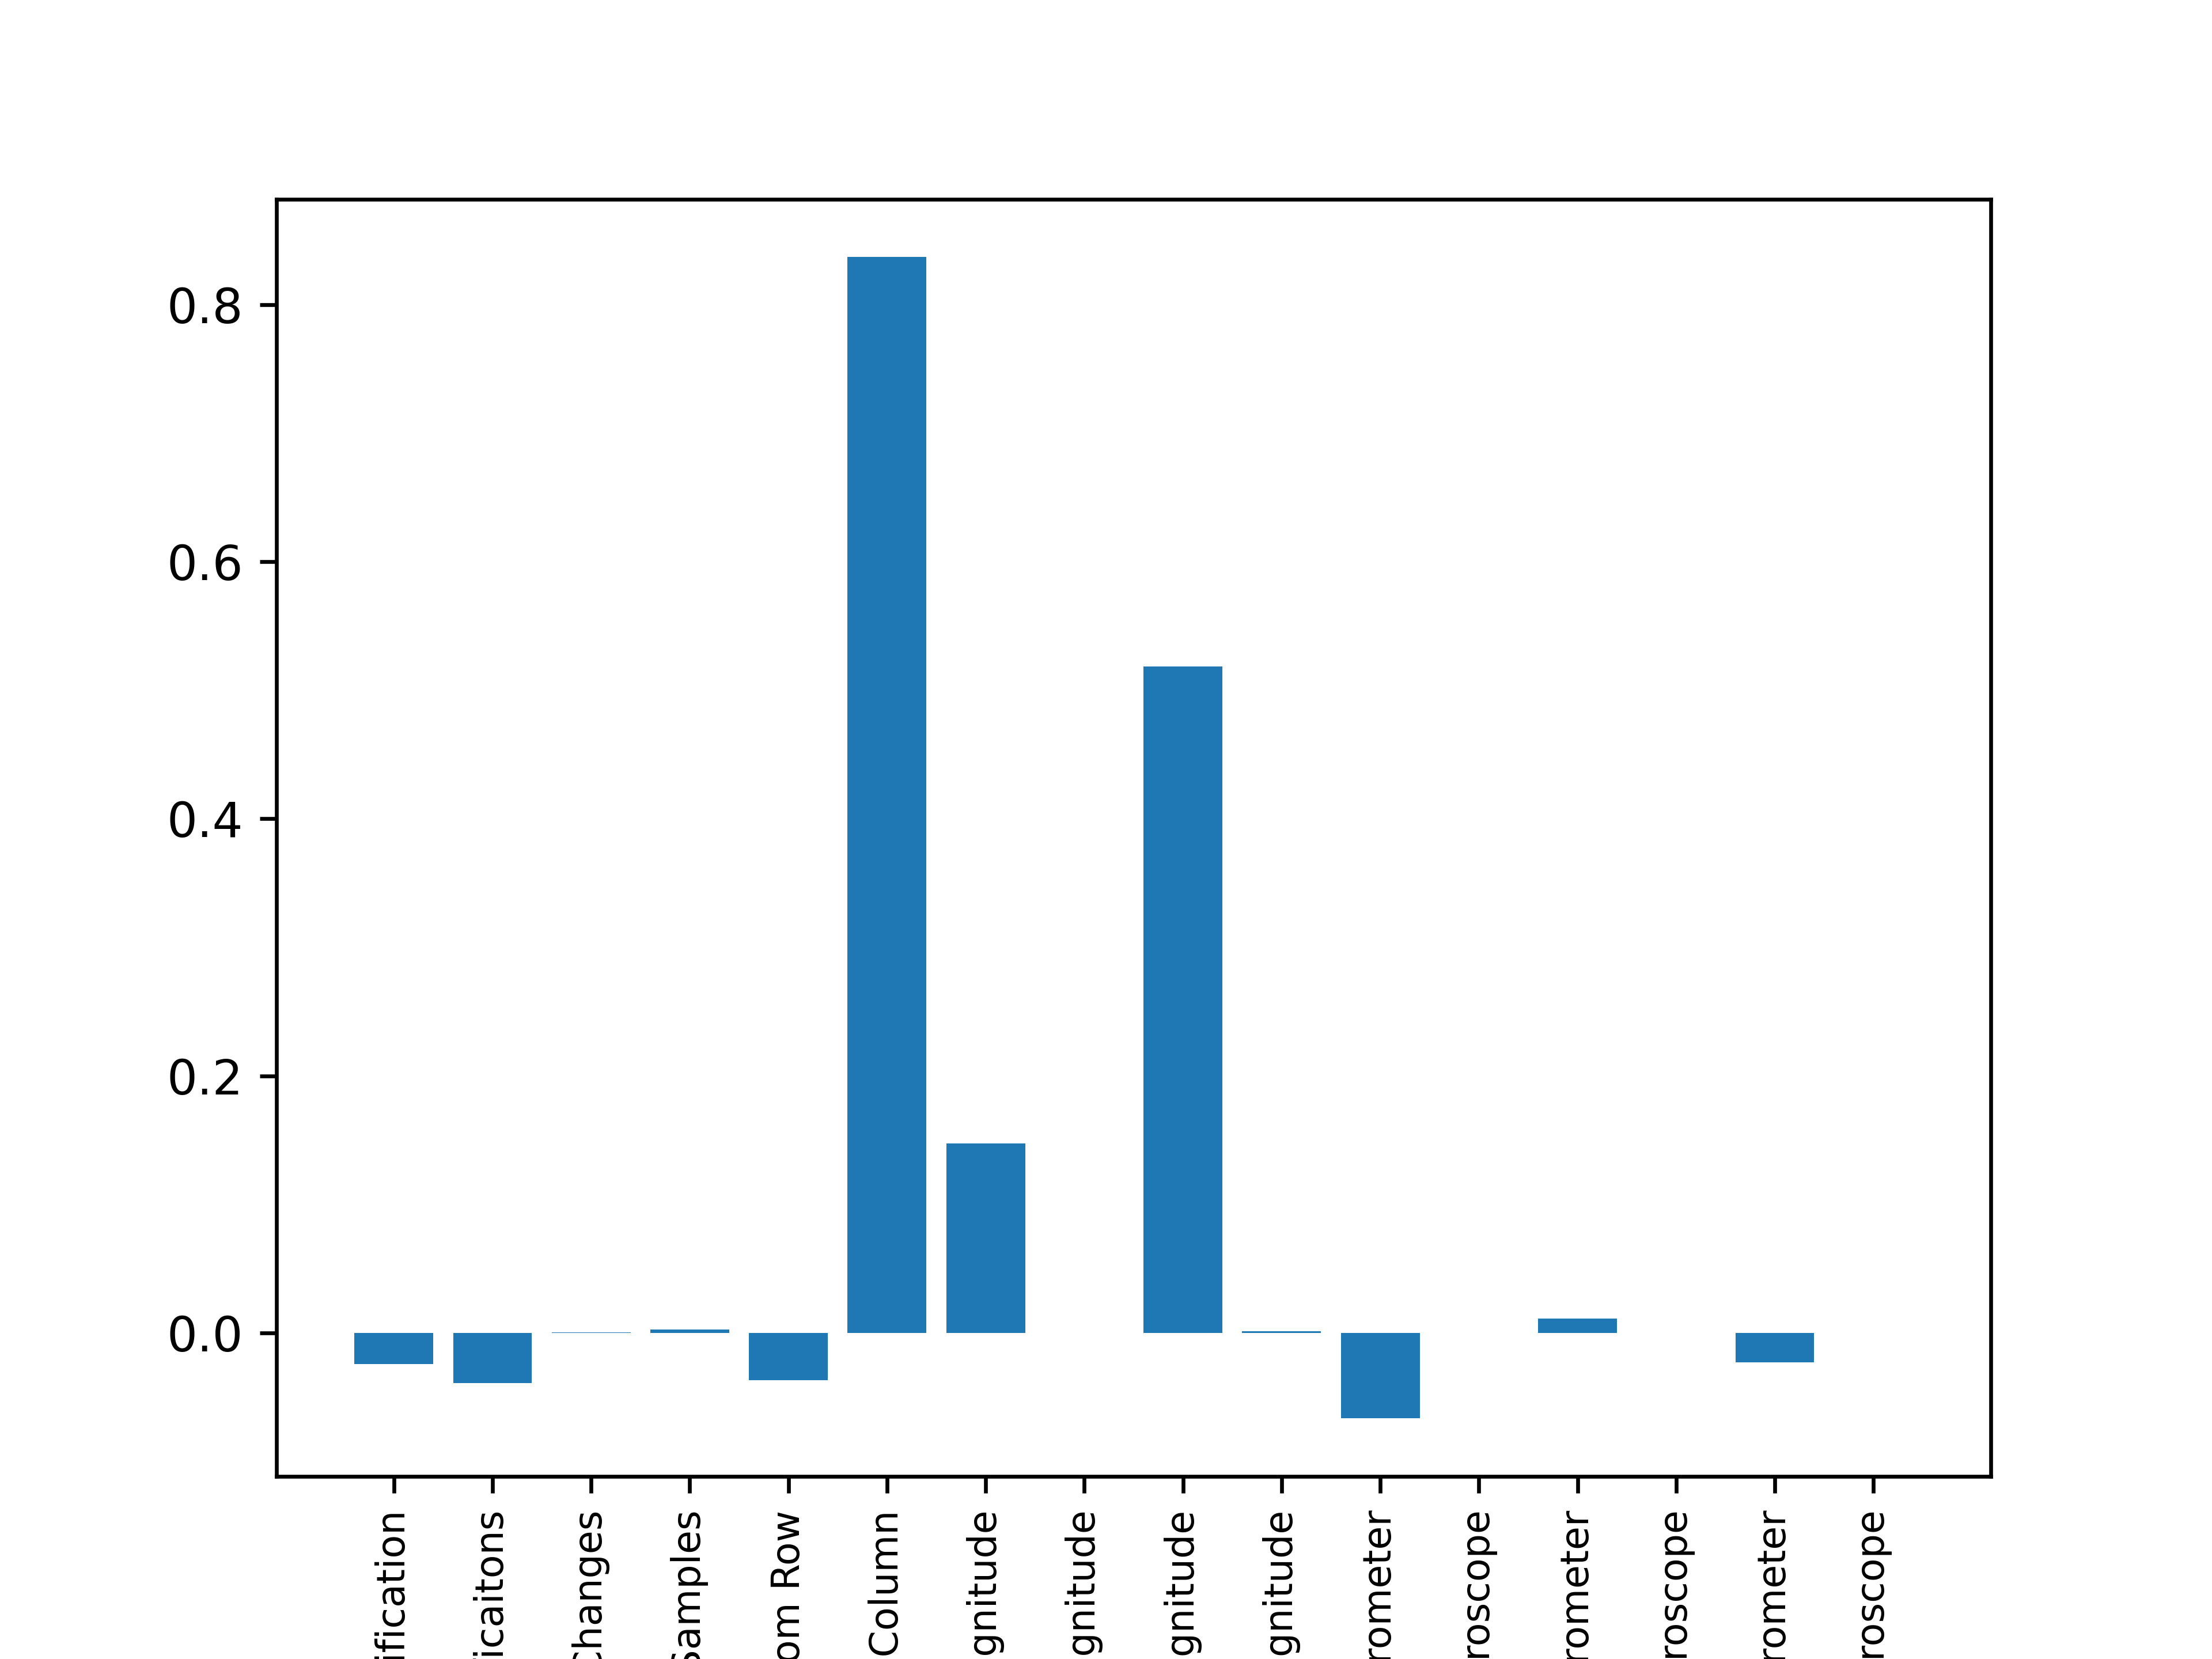 0.8
0.6
0.4
0.2
0.0
ification
icaitons
Changes
Samples
om Row
Column
gnitude
gnitude
gnitude
gnitude
rometer
roscope
rometer
roscope
rometer
roscope